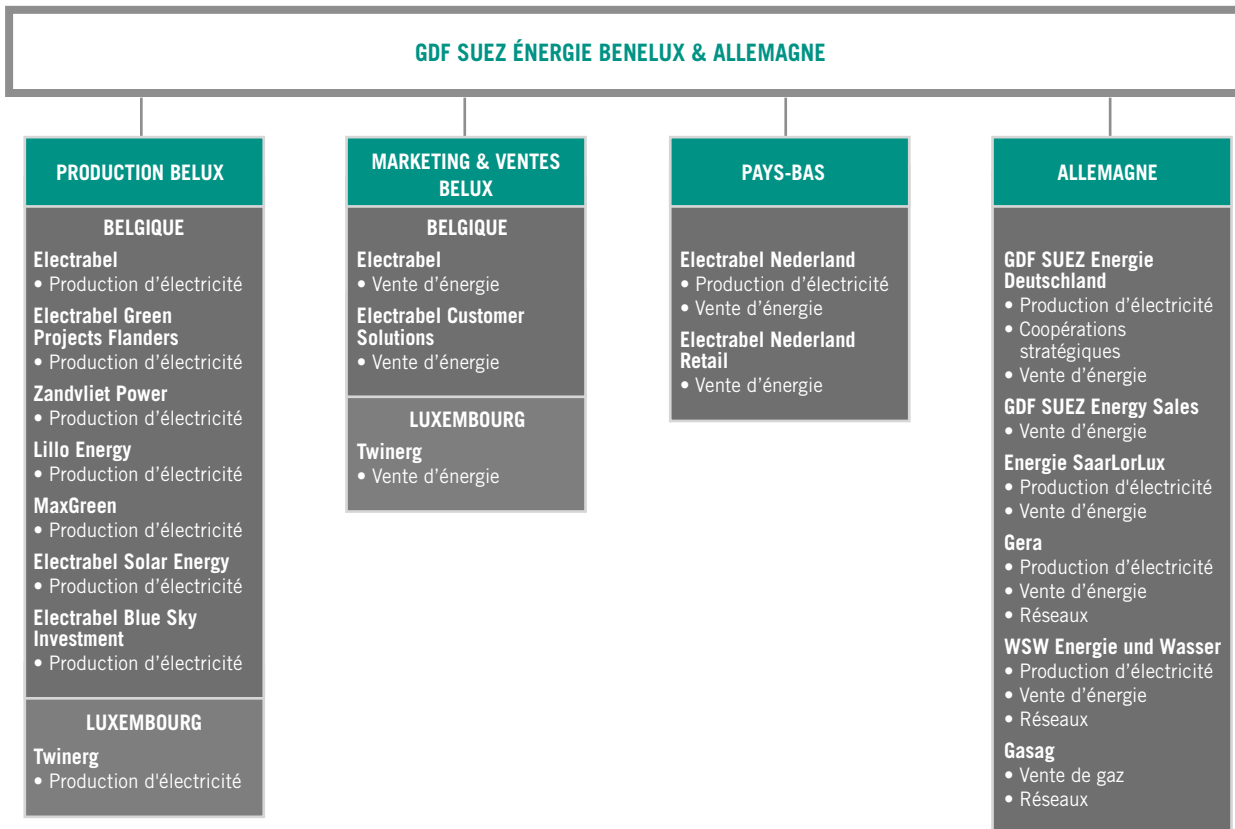 GDF SUEZ ÉNERGIE BENELUX & ALLEMAGNE
PRODUCTION BELUX
BELGIQUE
Electrabel
• Production d’électricité
Electrabel Green
Projects Flanders
• Production d’électricité
Zandvliet Power
• Production d’électricité
Lillo Energy
• Production d’électricité
MaxGreen
• Production d’électricité
Electrabel Solar Energy
• Production d’électricité
Electrabel Blue Sky
Investment
• Production d’électricité
LUXEMBOURG
Twinerg
• Production d'électricité
MARKETING & VENTES
BELUX
BELGIQUE
Electrabel
• Vente d’énergie
Electrabel Customer
Solutions
• Vente d’énergie
LUXEMBOURG
Twinerg
• Vente d’énergie
PAYS-BAS
Electrabel Nederland
• Production d’électricité
• Vente d’énergie
Electrabel Nederland
Retail
• Vente d’énergie
ALLEMAGNE
GDF SUEZ Energie
Deutschland
• Production d’électricité
• Coopérations
stratégiques
• Vente d’énergie
GDF SUEZ Energy Sales
• Vente d’énergie
Energie SaarLorLux
• Production d'électricité
• Vente d’énergie
Gera
• Production d’électricité
• Vente d’énergie
• Réseaux
WSW Energie und Wasser
• Production d’électricité
• Vente d’énergie
• Réseaux
Gasag
• Vente de gaz
• Réseaux